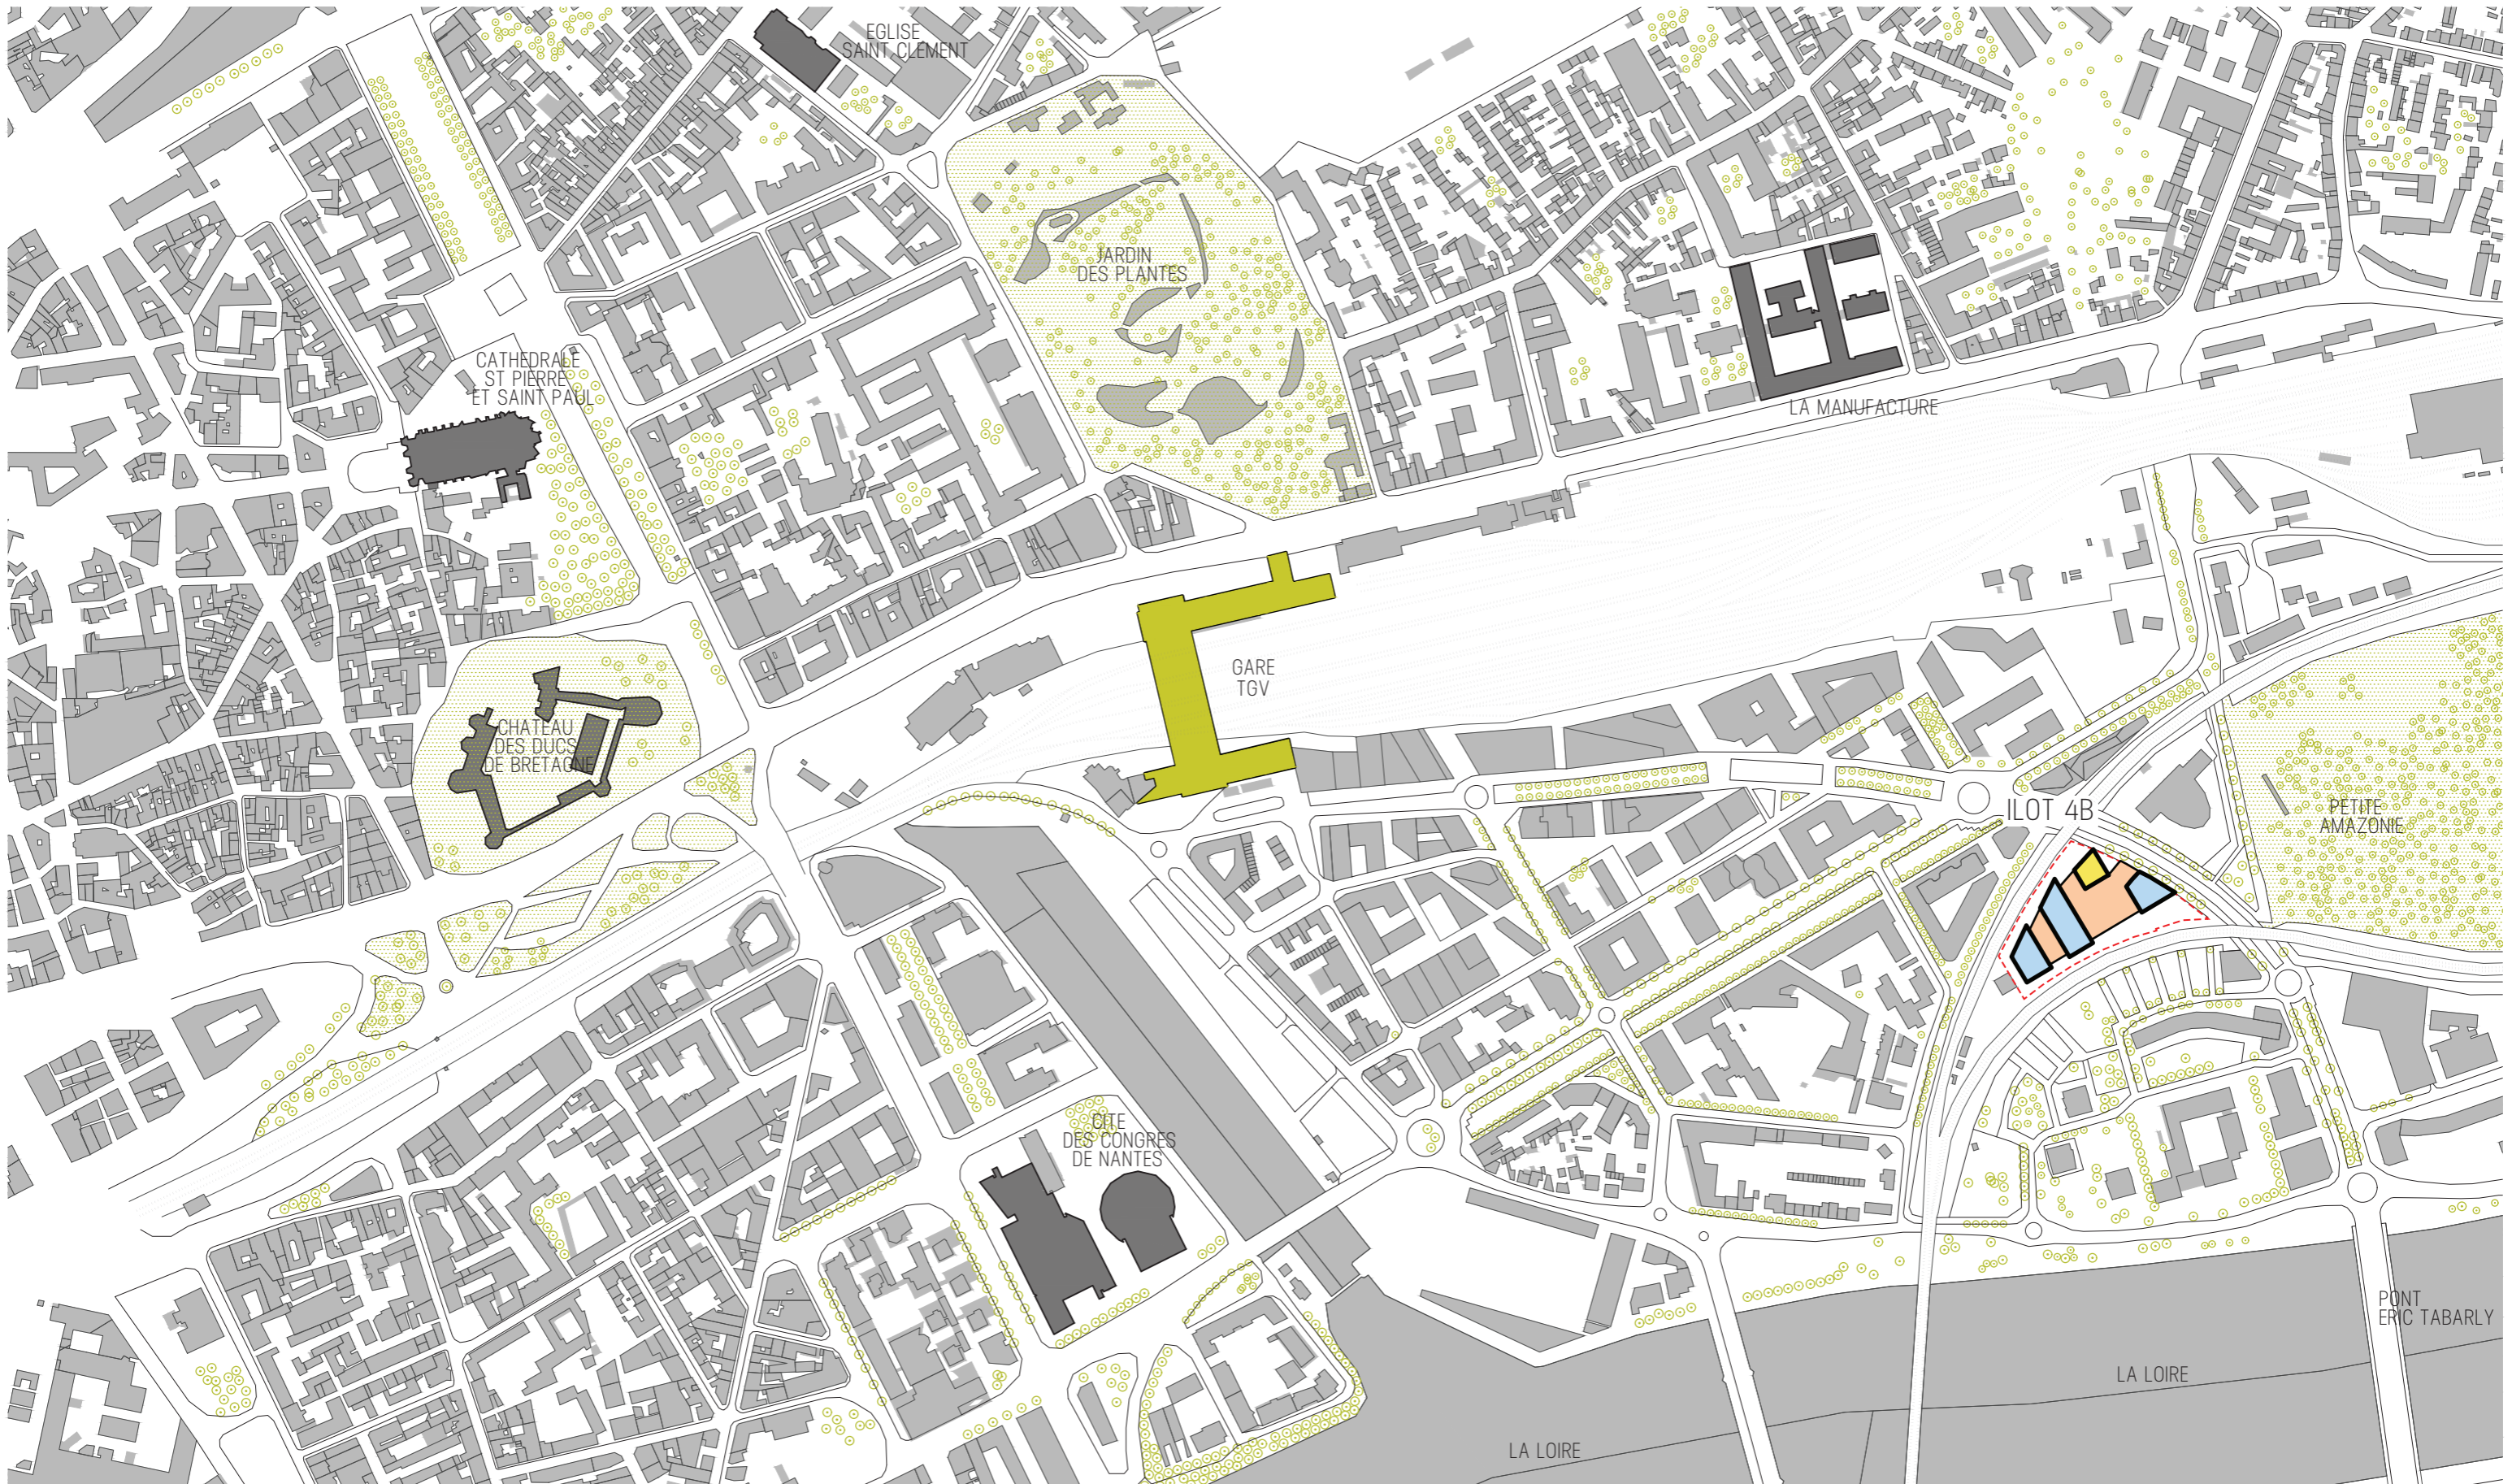 EGLISE
SAINT CLEMENT
JARDIN
DES PLANTES
CATHEDRALE
ST PIERRE
ET SAINT PAUL
LA MANUFACTURE
GARE
TGV
CHATEAU
DES DUCS
DE BRETAGNE
ILOT 4B
PETITE
AMAZONIE
CITE
DES CONGRES
DE NANTES
PONT
ERIC TABARLY
LA LOIRE
LA LOIRE